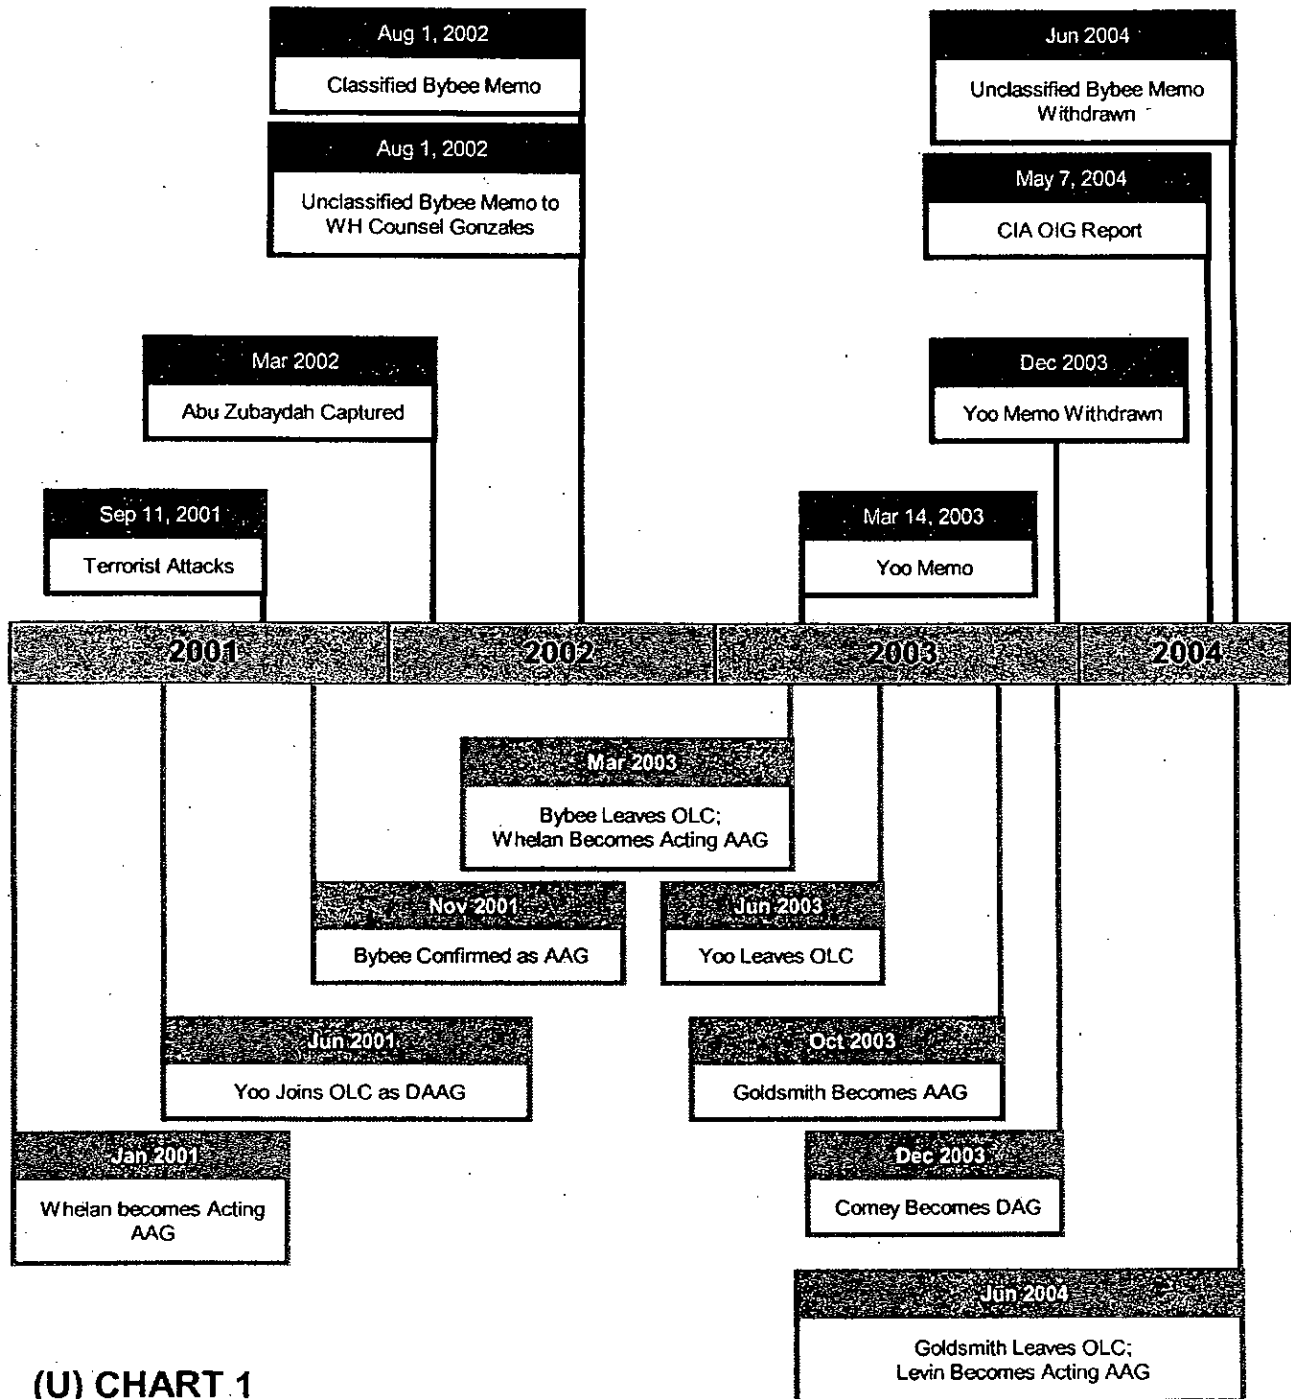 Aug 1, 2002
Classified Bybee Memo
Aug 1, 2002
Unclassified Bybee Memo to
WH Counsel Gonzales
Jun 2004
Unclassified Bybee Memo
Withdrawn
May 7, 2004
CIA OIG Report
Mar 2002
Abu Zubaydah Captured
Dec 2003
Yoo Memo Withdrawn
Sep 11, 2001
Terrorist Attacks
Mar 14, 2003
Yoo Memo
2001
2002
2003
2004
Mar 2003
Bybee Leaves OLC;
Whelan Becomes Acting AAG
Nov 2001
Bybee Confirmed as AAG
Jun 2003
Yoo Leaves OLC
Jun 2001
Yoo Joins OLC as DAAG
Oct 2003
Goldsmith Becomes AAG
Jan 2001
Whelan becomes Acting
AAG
Dec 2003
Comey Becomes DAG
Jun 2004
Goldsmith Leaves OLC;
Levin Becomes Acting AAG
(U) CHART 1